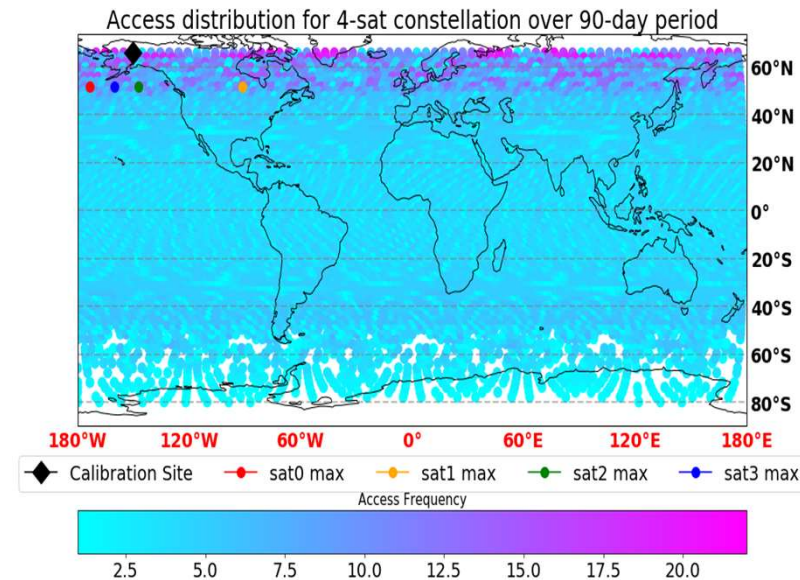 Access distribution for 4-sat constellation over 90-day period
60°N
40°N
20°N
0°
20°S
40°S
60°S
80°S
180°W 120°W 60°W 0° 60°E 120°E 180°E
Calibration Site sat0 max sat1 max sat2 max sat3 max
Access Frequency
2.5 5.0 7.5 10.0 12.5 15.0 17.5 20.0